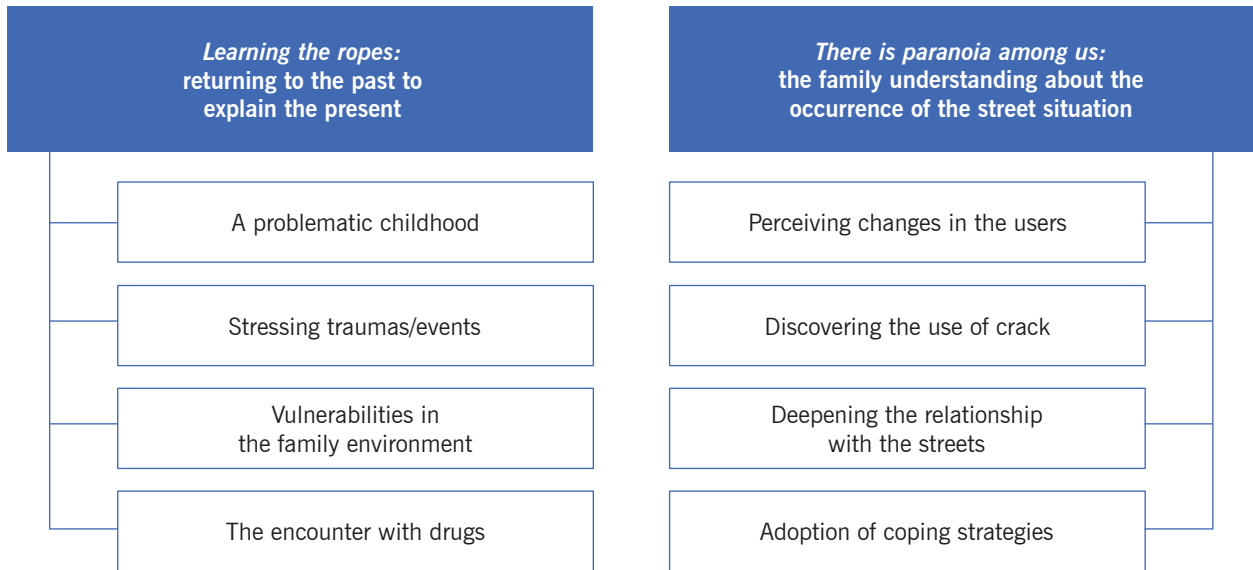 Learning the ropes:
returning to the past to
explain the present
A problematic childhood
Stressing traumas/events
Vulnerabilities in
the family environment
The encounter with drugs
There is paranoia among us:
the family understanding about the
occurrence of the street situation
Perceiving changes in the users
Discovering the use of crack
Deepening the relationship
with the streets
Adoption of coping strategies